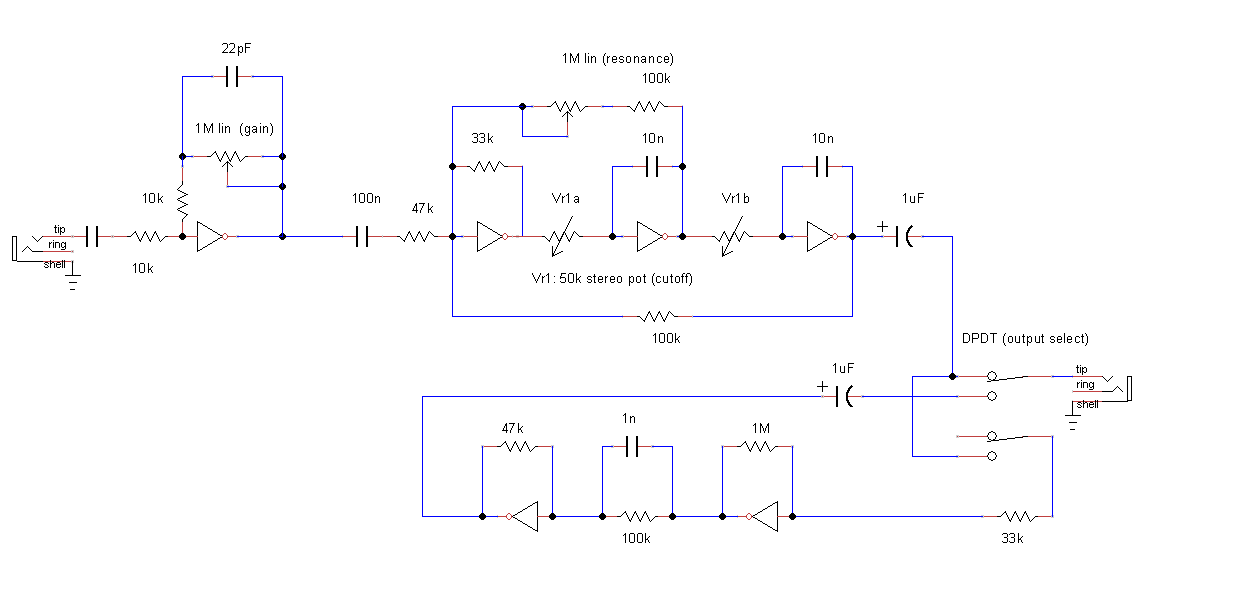 22pF
1M lin (resonance)
100k
1M lin (gain)
33k
10n
10n
10k
100n
47k
Vr1a
Vr1b
1uF
+
tip
ring
shell
10k
Vr1: 50k stereo pot (cutoff)
100k
DPDT (output select)
1uF
+
tip
ring
shell
47k
1n
1M
100k
33k